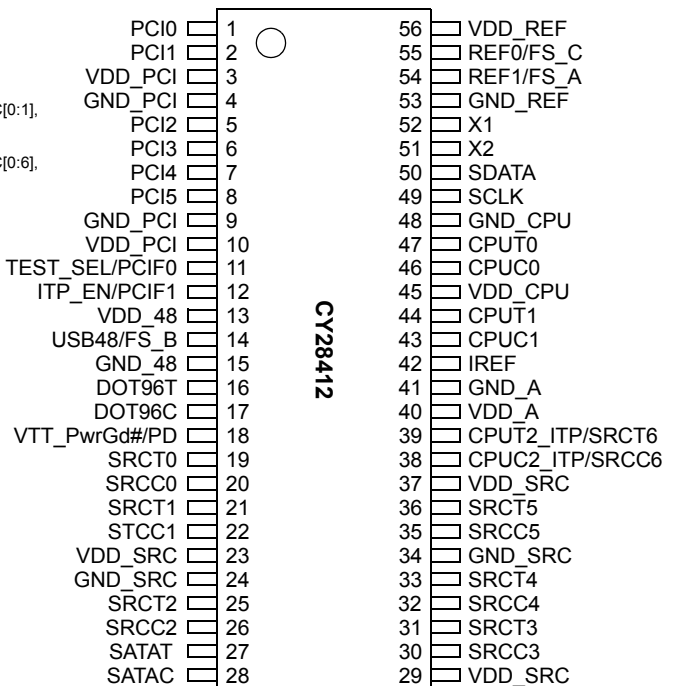 PCI0 1 56 VDD_REF
PCI1 2 55 REF0/FS_C
VDD_PCI 3 54 REF1/FS_A
GND_PCI 4 53 GND_REF
[0:1],
PCI2 5 52 X1
PCI3 6 51 X2
[0:6],
PCI4 7 50 SDATA
PCI5 8 49 SCLK
GND_PCI 9 48 GND_CPU
VDD_PCI 10 47 CPUT0
TEST_SEL/PCIF0 11 46 CPUC0
ITP_EN/PCIF1 12 45 VDD_CPU
VDD_48 13 44 CPUT1
USB48/FS_B 14 43 CPUC1
GND_48 15 42 IREF
DOT96T 16 41 GND_A
DOT96C 17 40 VDD_A
VTT_PwrGd#/PD 18 39 CPUT2_ITP/SRCT6
SRCT0 19 38 CPUC2_ITP/SRCC6
SRCC0 20 37 VDD_SRC
SRCT1 21 36 SRCT5
STCC1 22 35 SRCC5
VDD_SRC 23 34 GND_SRC
GND_SRC 24 33 SRCT4
SRCT2 25 32 SRCC4
SRCC2 26 31 SRCT3
SATAT 27 30 SRCC3
SATAC 28 29 VDD_SRC
CY28412